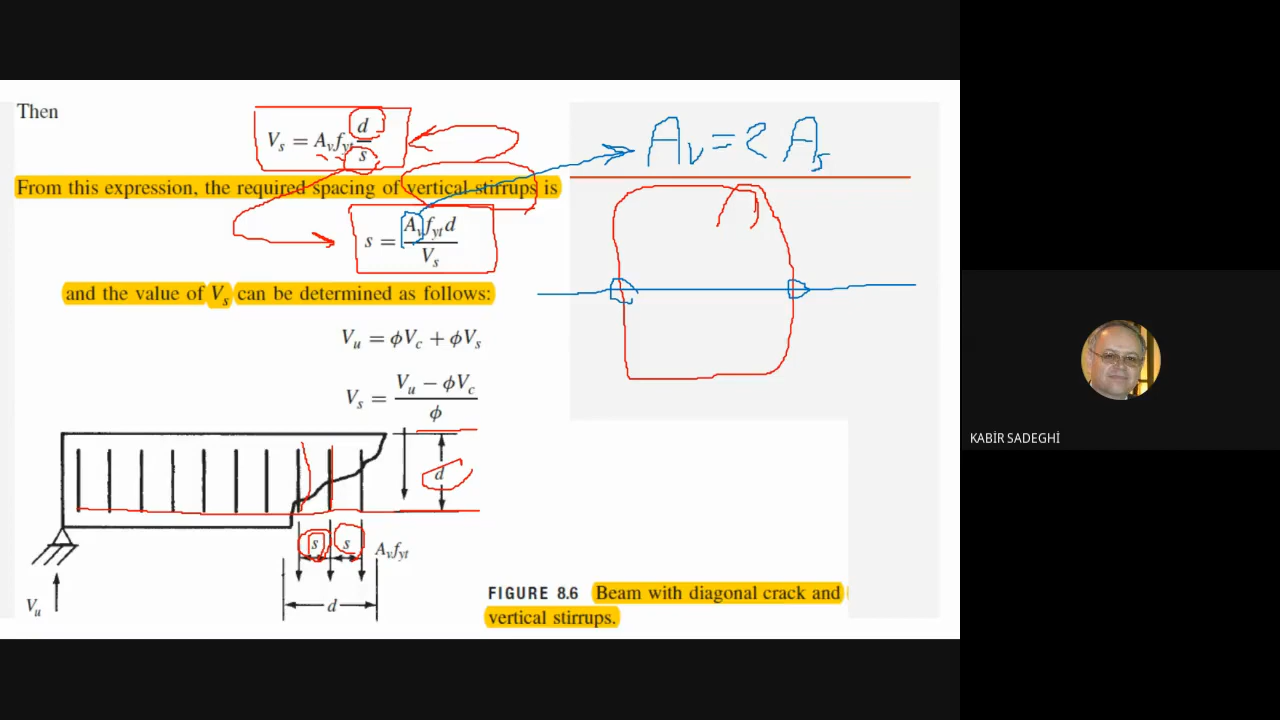 Then
V_s = A_v f_yt d/s
A_v = 2 A_s
From this expression, the required spacing of vertical stirrups is
s = A_v f_yt d / V_s
and the value of V_s can be determined as follows:
V_u = ϕV_c + ϕV_s
V_s = V_u − ϕV_c / ϕ
d
s s A_v f_yt
d
V_u
FIGURE 8.6 Beam with diagonal crack and
vertical stirrups.
KABİR SADEGHİ